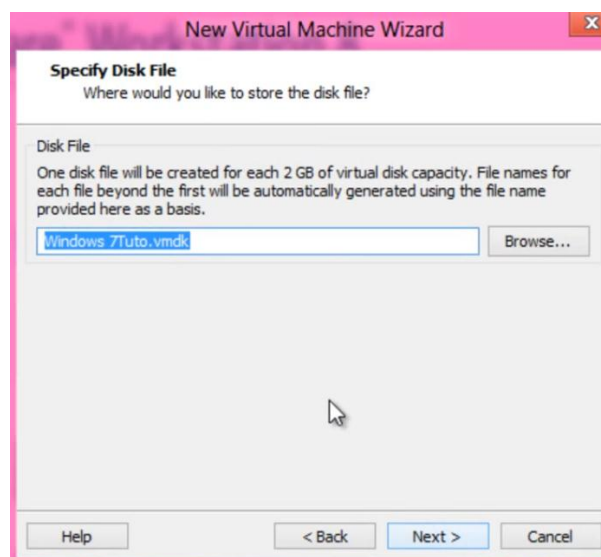 New Virtual Machine Wizard
x
Specify Disk File
Where would you like to store the disk file?
Disk File
One disk file will be created for each 2 GB of virtual disk capacity. File names for
each file beyond the first will be automatically generated using the file name
provided here as a basis.
Windows 7Tuto.vmdk
Browse...
Help
< Back
Next >
Cancel